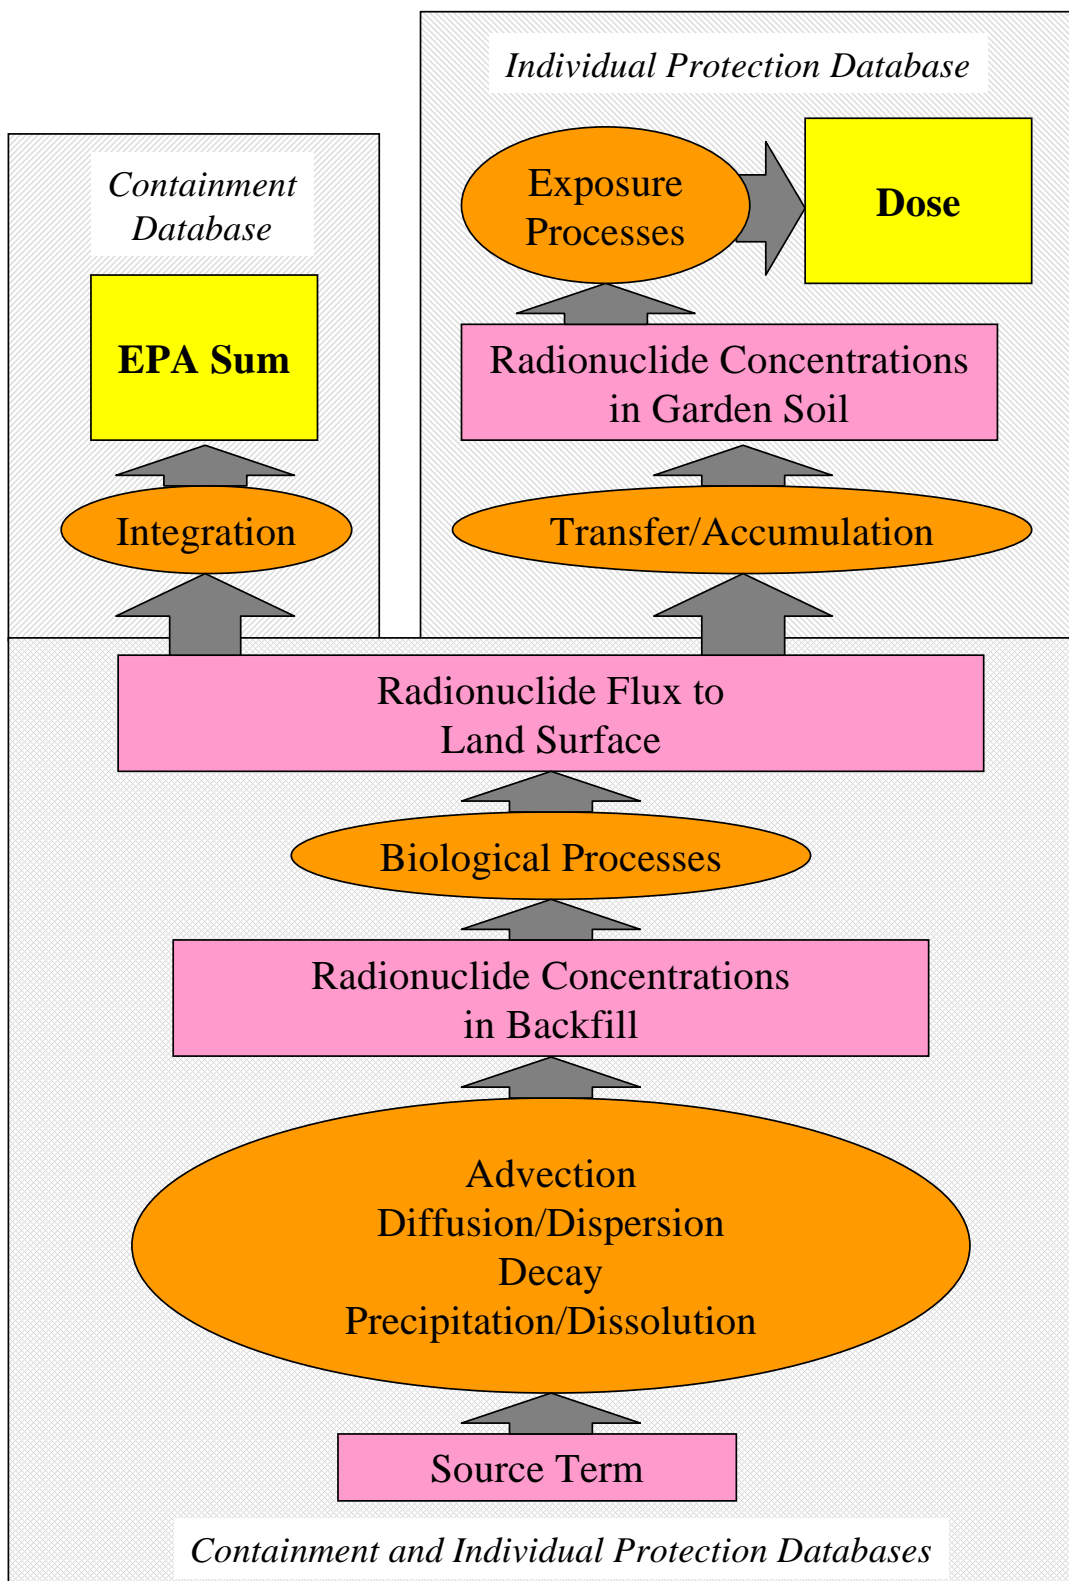 Individual Protection Database
Exposure
Processes
Dose
Radionuclide Concentrations
in Garden Soil
Transfer/Accumulation
Containment
Database
EPA Sum
Integration
Radionuclide Flux to
Land Surface
Biological Processes
Radionuclide Concentrations
in Backfill
Advection
Diffusion/Dispersion
Decay
Precipitation/Dissolution
Source Term
Containment and Individual Protection Databases